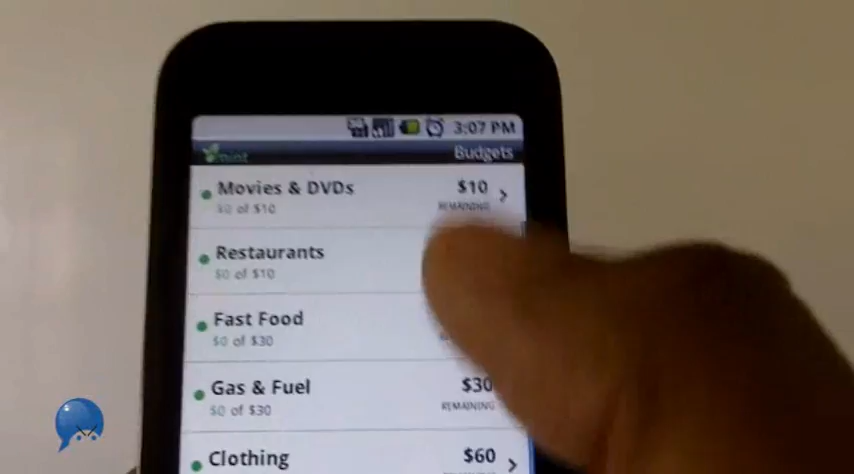 3:07 PM
mint Budgets
Movies & DVDs $10
$0 of $10 REMAINING
Restaurants
$0 of $10
Fast Food
$0 of $30
Gas & Fuel $30
$0 of $30 REMAINING
Clothing $60